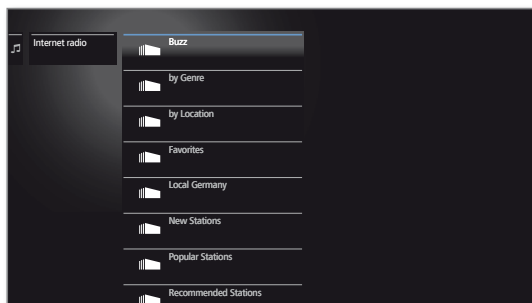 Internet radio
Buzz
by Genre
by Location
Favorites
Local Germany
New Stations
Popular Stations
Recommended Stations